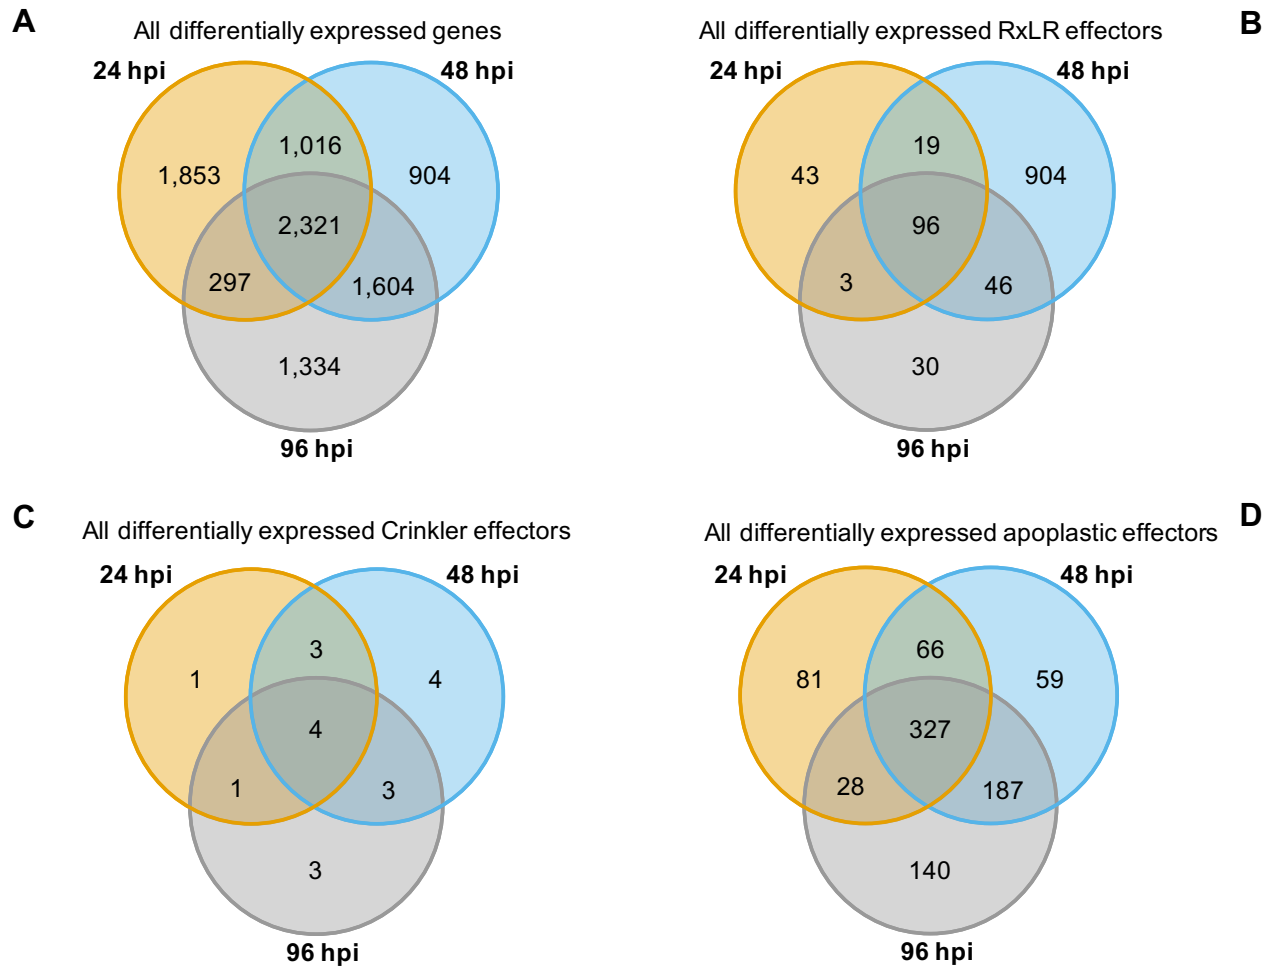 A
All differentially expressed genes
24 hpi
48 hpi
1,016
1,853
904
2,321
297
1,604
1,334
96 hpi
B
All differentially expressed RxLR effectors
24 hpi
48 hpi
19
43
904
96
3
46
30
96 hpi
C
All differentially expressed Crinkler effectors
24 hpi
48 hpi
3
1
4
4
1
3
3
96 hpi
D
All differentially expressed apoplastic effectors
24 hpi
48 hpi
66
81
59
327
28
187
140
96 hpi